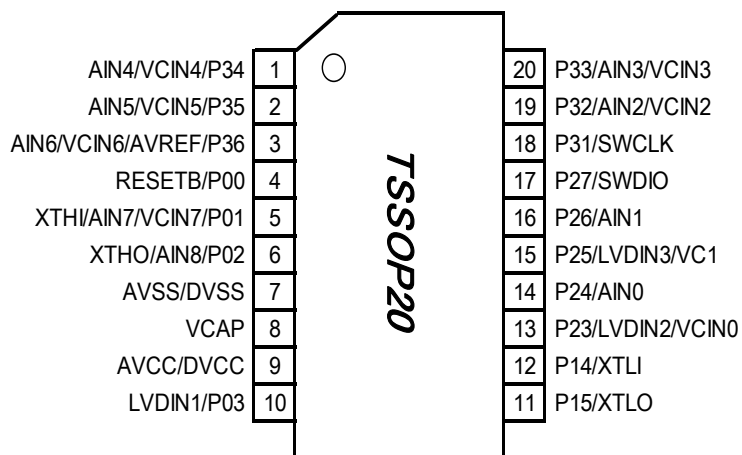 AIN4/VCIN4/P34 1 20 P33/AIN3/VCIN3
AIN5/VCIN5/P35 2 19 P32/AIN2/VCIN2
AIN6/VCIN6/AVREF/P36 3 18 P31/SWCLK
RESETB/P00 4 17 P27/SWDIO
XTHI/AIN7/VCIN7/P01 5 16 P26/AIN1
XTHO/AIN8/P02 6 15 P25/LVDIN3/VC1
AVSS/DVSS 7 14 P24/AIN0
VCAP 8 13 P23/LVDIN2/VCIN0
AVCC/DVCC 9 12 P14/XTLI
LVDIN1/P03 10 11 P15/XTLO
TSSOP20